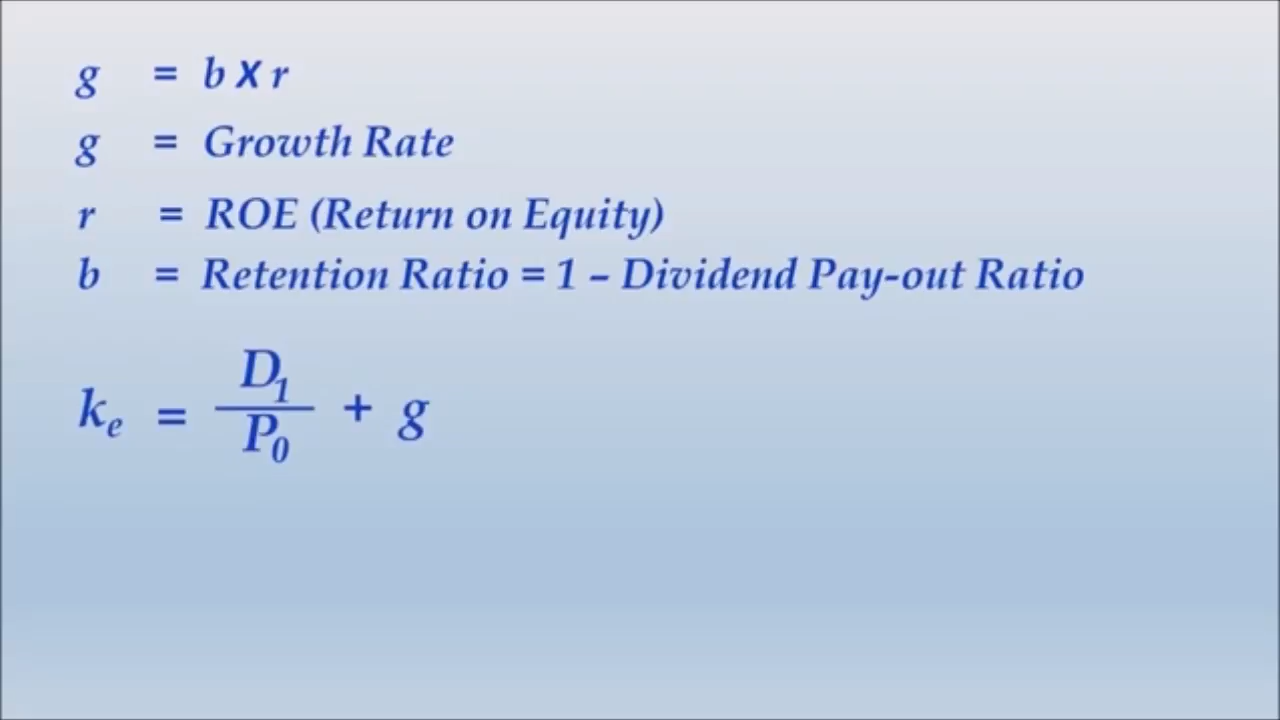 g = b X r
g = Growth Rate
r = ROE (Return on Equity)
b = Retention Ratio = 1 – Dividend Pay-out Ratio
kₑ = D₁ / P₀ + g